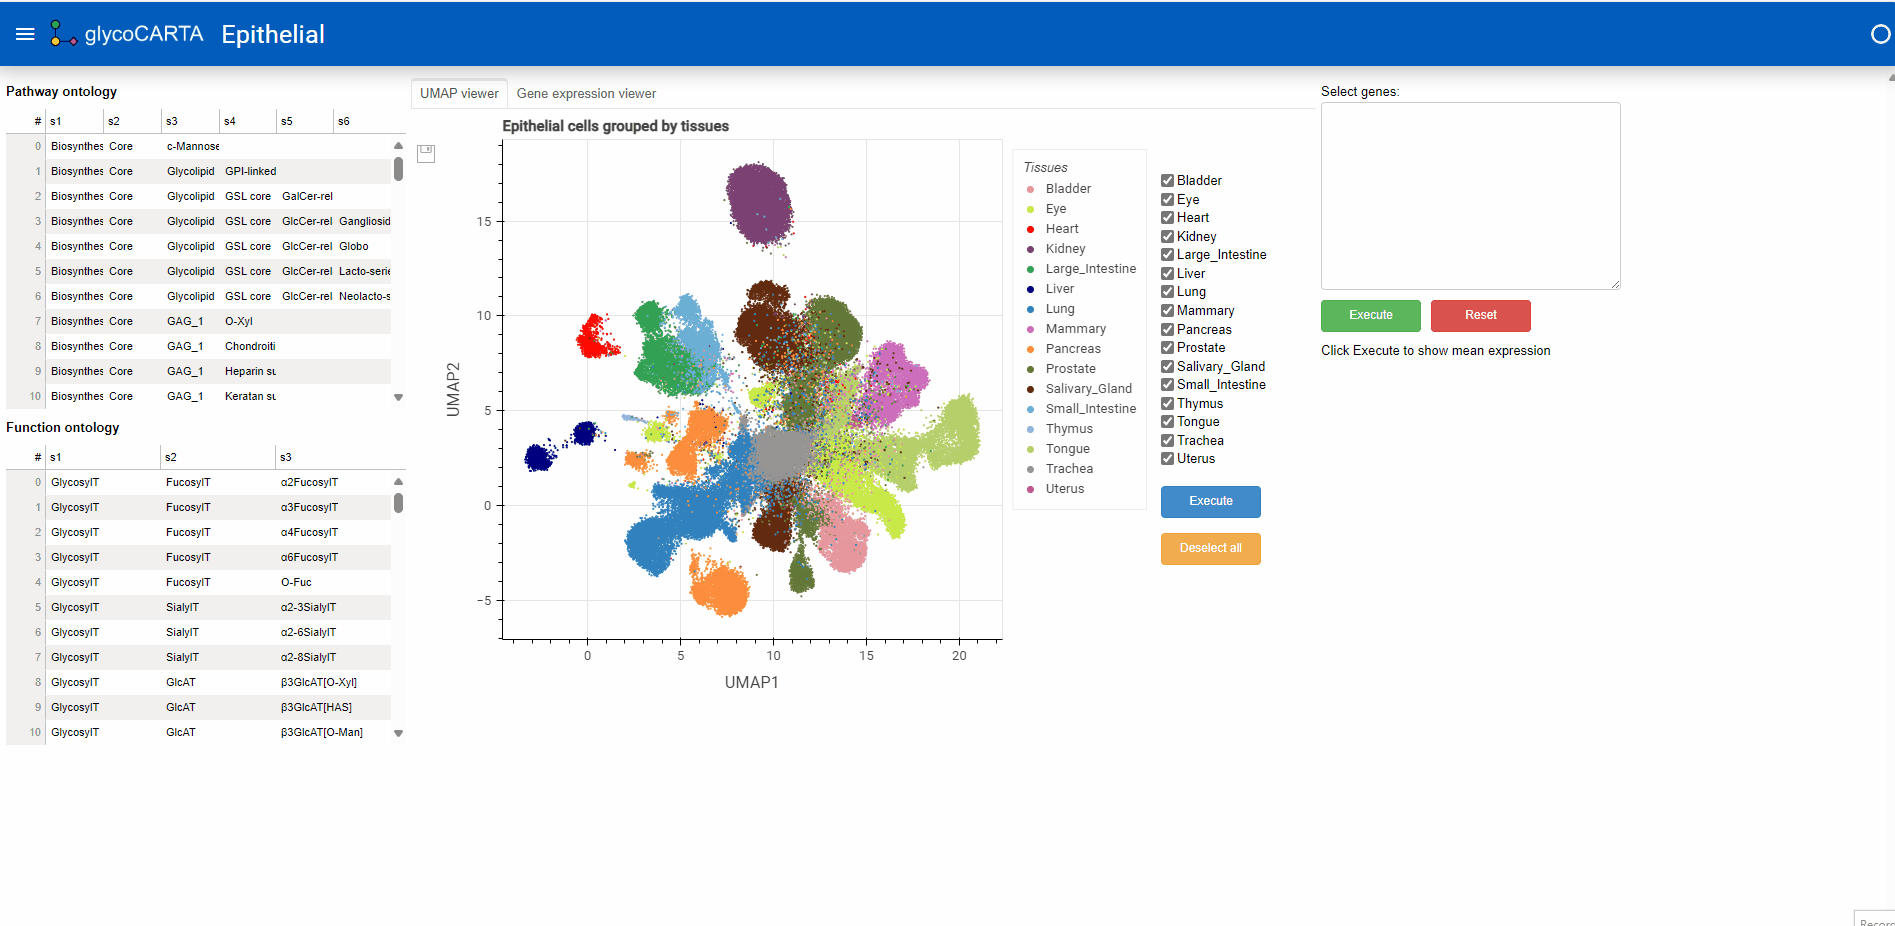 glycoCARTA Epithelial
Pathway ontology
# s1 s2 s3 s4 s5 s6
0 Biosynthes Core c-Mannose
1 Biosynthes Core Glycolipid GPI-linked
2 Biosynthes Core Glycolipid GSL core GalCer-rel
3 Biosynthes Core Glycolipid GSL core GlcCer-rel Gangliosid
4 Biosynthes Core Glycolipid GSL core GlcCer-rel Globo
5 Biosynthes Core Glycolipid GSL core GlcCer-rel Lacto-serie
6 Biosynthes Core Glycolipid GSL core GlcCer-rel Neolacto-s
7 Biosynthes Core GAG_1 O-Xyl
8 Biosynthes Core GAG_1 Chondroiti
9 Biosynthes Core GAG_1 Heparin su
10 Biosynthes Core GAG_1 Keratan su
Function ontology
# s1 s2 s3
0 GlycosylT FucosylT α2FucosylT
1 GlycosylT FucosylT α3FucosylT
2 GlycosylT FucosylT α4FucosylT
3 GlycosylT FucosylT α6FucosylT
4 GlycosylT FucosylT O-Fuc
5 GlycosylT SialylT α2-3SialylT
6 GlycosylT SialylT α2-6SialylT
7 GlycosylT SialylT α2-8SialylT
8 GlycosylT GlcAT β3GlcAT[O-Xyl]
9 GlycosylT GlcAT β3GlcAT[HAS]
10 GlycosylT GlcAT β3GlcAT[O-Man]
UMAP viewer Gene expression viewer
Epithelial cells grouped by tissues
UMAP2
15
10
5
0
−5
0 5 10 15 20
UMAP1
Tissues
Bladder
Eye
Heart
Kidney
Large_Intestine
Liver
Lung
Mammary
Pancreas
Prostate
Salivary_Gland
Small_Intestine
Thymus
Tongue
Trachea
Uterus
Bladder
Eye
Heart
Kidney
Large_Intestine
Liver
Lung
Mammary
Pancreas
Prostate
Salivary_Gland
Small_Intestine
Thymus
Tongue
Trachea
Uterus
Execute
Deselect all
Select genes:
Execute Reset
Click Execute to show mean expression